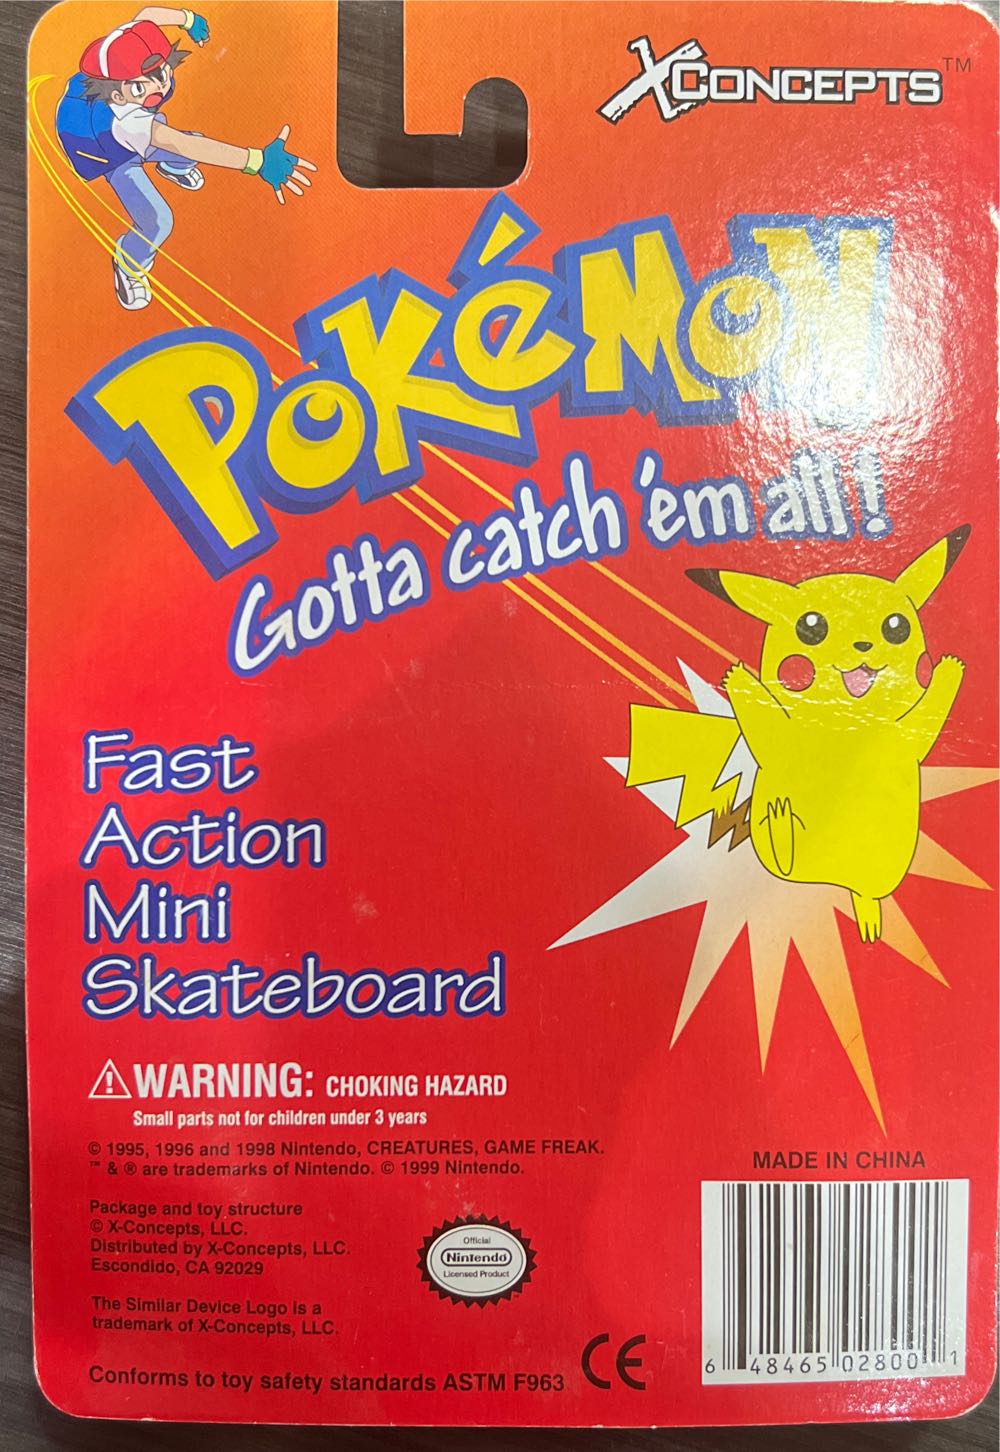 XCONCEPTS™
POKéMON
Gotta catch 'em all!
Fast
Action
Mini
Skateboard
⚠WARNING: CHOKING HAZARD
Small parts not for children under 3 years
© 1995, 1996 and 1998 Nintendo, CREATURES, GAME FREAK.
™ & ® are trademarks of Nintendo. © 1999 Nintendo.
Package and toy structure
© X-Concepts, LLC.
Distributed by X-Concepts, LLC.
Escondido, CA 92029
The Similar Device Logo is a
trademark of X-Concepts, LLC.
Conforms to toy safety standards ASTM F963
Official
Nintendo
Licensed Product
CE
MADE IN CHINA
6 48465 02800 1